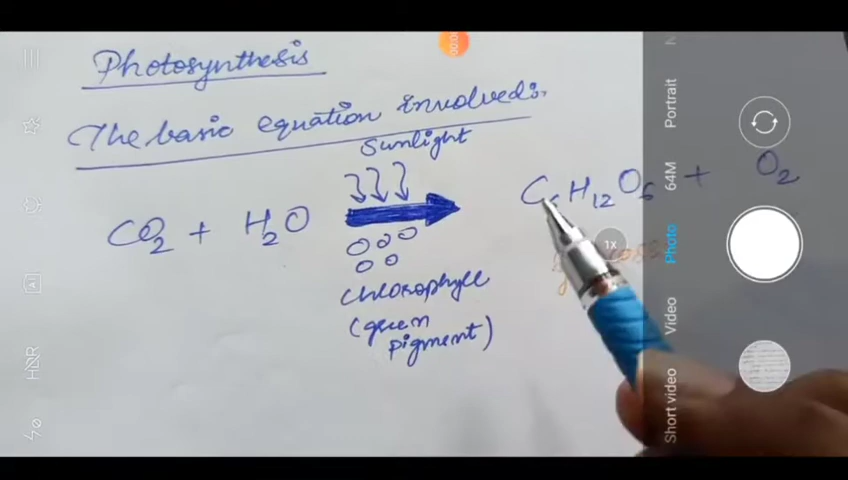 Photosynthesis
The basic equation involved:
Sunlight
CO2 + H2O C6H12O6 + O2
chlorophyll
(green
pigment)
Portrait
64M
Photo
1x
Video
HDR
Short video